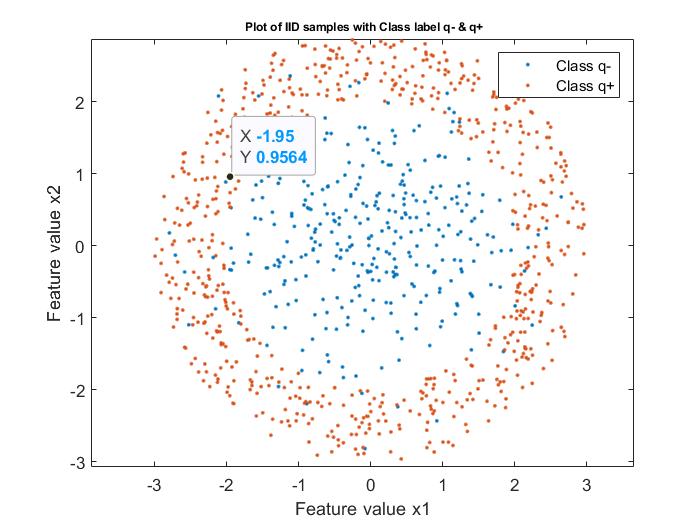 Plot of IID samples with Class label q- & q+
Class q-
Class q+
X -1.95
Y 0.9564
2
1
0
-1
-2
-3
Feature value x2
-3 -2 -1 0 1 2 3
Feature value x1